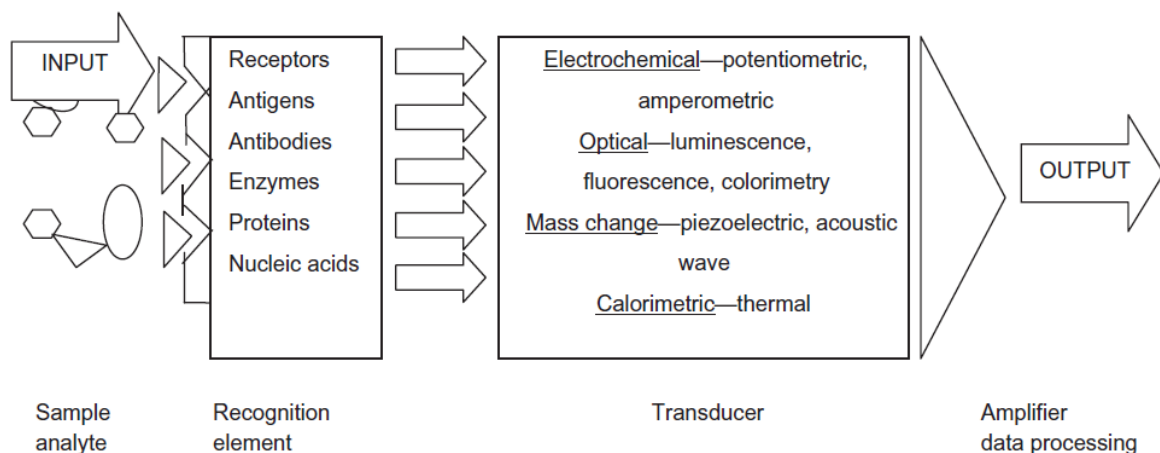 INPUT
Receptors
Antigens
Antibodies
Enzymes
Proteins
Nucleic acids
Electrochemical—potentiometric,
amperometric
Optical—luminescence,
fluorescence, colorimetry
Mass change—piezoelectric, acoustic
wave
Calorimetric—thermal
OUTPUT
Sample
analyte
Recognition
element
Transducer
Amplifier
data processing